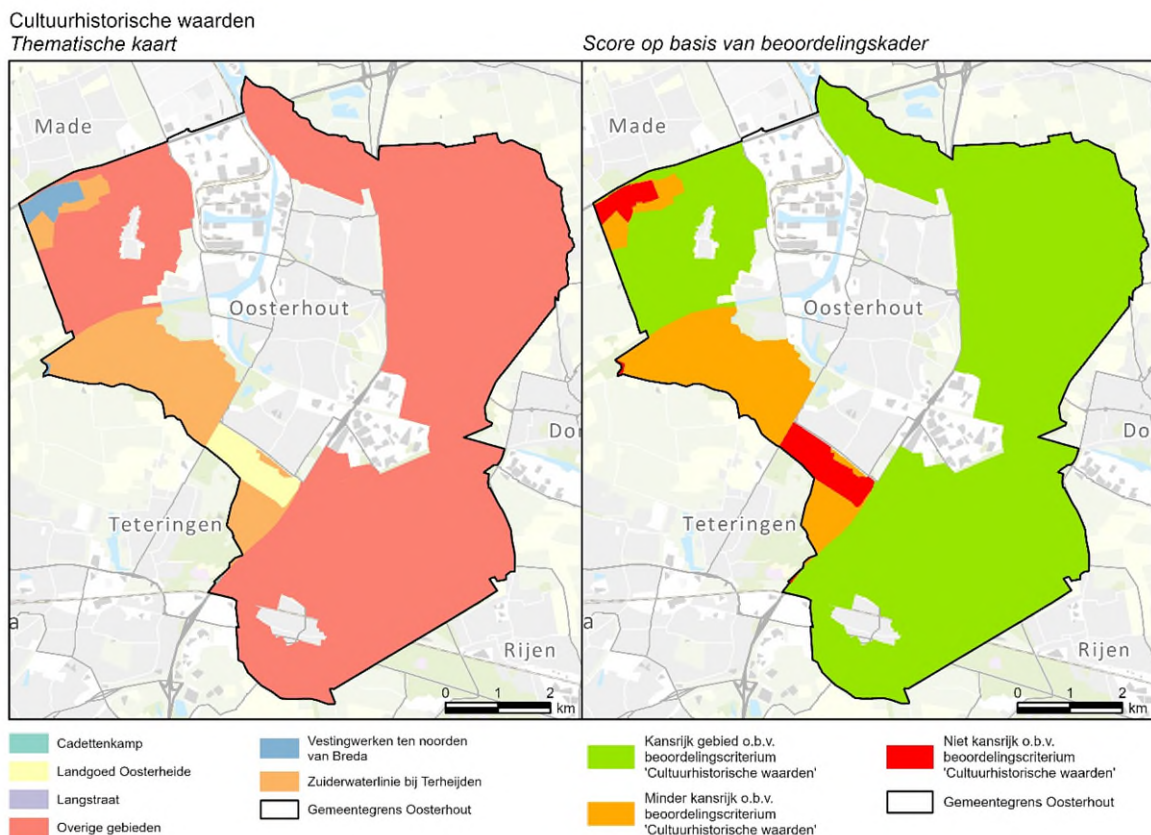 Cultuurhistorische waarden
Thematische kaart
Score op basis van beoordelingskader
Made
Oosterhout
Teteringen
Rijen
Do
a
0 1 2
km
Made
Oosterhout
Teteringen
Rijen
Do
a
0 1 2
km
Cadettenkamp
Landgoed Oosterheide
Langstraat
Overige gebieden
Vestingwerken ten noorden
van Breda
Zuiderwaterlinie bij Terheijden
Gemeentegrens Oosterhout
Kansrijk gebied o.b.v.
beoordelingscriterium
'Cultuurhistorische waarden'
Minder kansrijk o.b.v.
beoordelingscriterium
'Cultuurhistorische waarden'
Niet kansrijk o.b.v.
beoordelingscriterium
'Cultuurhistorische waarden'
Gemeentegrens Oosterhout